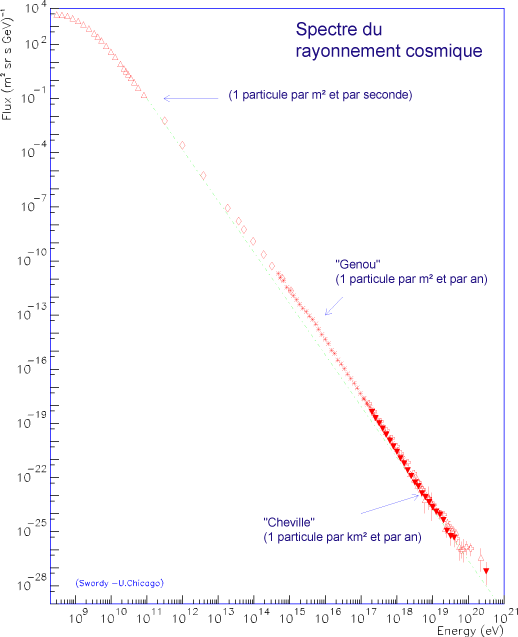 Spectre du
rayonnement cosmique
Flux (m² sr s GeV)⁻¹
10⁴
10²
10⁻¹
10⁻⁴
10⁻⁷
10⁻¹⁰
10⁻¹³
10⁻¹⁶
10⁻¹⁹
10⁻²²
10⁻²⁵
10⁻²⁸
(1 particule par m² et par seconde)
"Genou"
(1 particule par m² et par an)
"Cheville"
(1 particule par km² et par an)
(Swordy –U.Chicago)
10⁹ 10¹⁰ 10¹¹ 10¹² 10¹³ 10¹⁴ 10¹⁵ 10¹⁶ 10¹⁷ 10¹⁸ 10¹⁹ 10²⁰ 10²¹
Energy (eV)